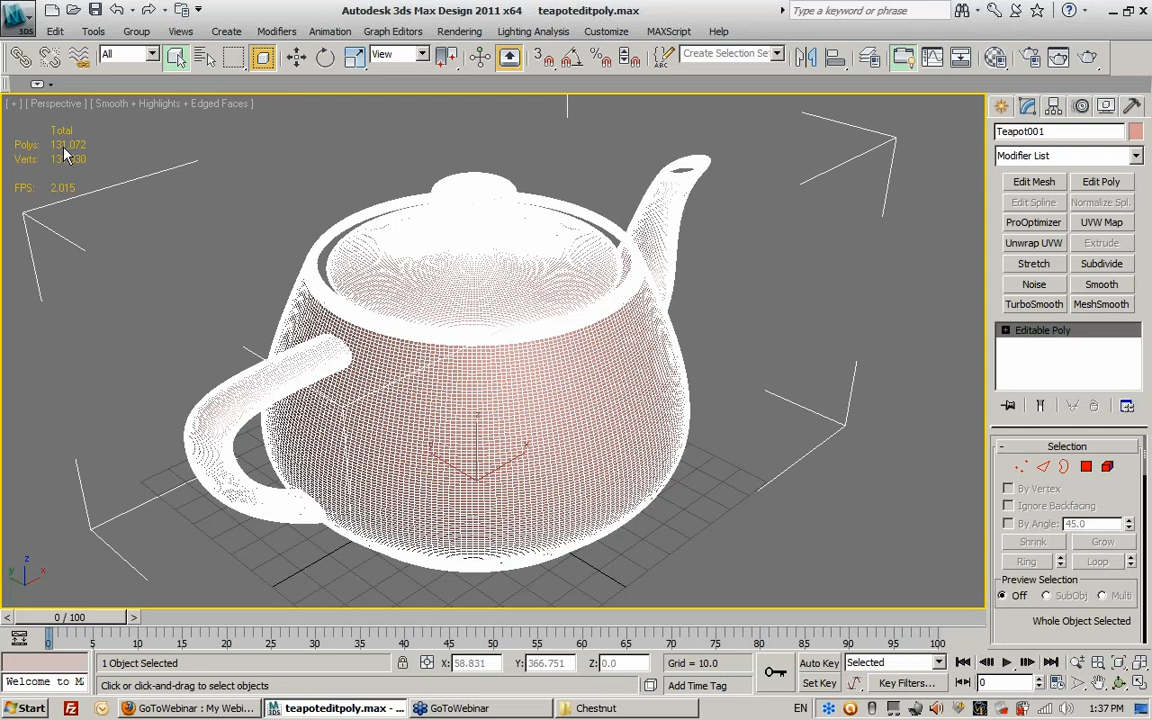 Autodesk 3ds Max Design 2011 x64 teapoteditpoly.max
Type a keyword or phrase
3DS
Edit Tools Group Views Create Modifiers Animation Graph Editors Rendering Lighting Analysis Customize MAXScript Help
All View Create Selection Se
[ + ] [ Perspective ] [ Smooth + Highlights + Edged Faces ]
Total
Polys: 131,072
Verts:
FPS: 2.015
Teapot001
Modifier List
Edit Mesh Edit Poly
Edit Spline Normalize Spl.
ProOptimizer UVW Map
Unwrap UVW Extrude
Stretch Subdivide
Noise Smooth
TurboSmooth MeshSmooth
Editable Poly
- Selection
By Vertex
Ignore Backfacing
By Angle: 45.0
Shrink Grow
Ring Loop
Preview Selection
Off SubObj Multi
Whole Object Selected
z
x
y
z
x
< 0 / 100 >
0 5 10 15 20 25 30 35 40 45 50 55 60 65 70 75 80 85 90 95 100
1 Object Selected X: 58.831 Y: 366.751 Z: 0.0 Grid = 10.0 Auto Key Selected
Welcome to M Click or click-and-drag to select objects Add Time Tag Set Key Key Filters... 0
Start GoToWebinar : My Webi... teapoteditpoly.max - ... GoToWebinar Chestnut EN 1:37 PM